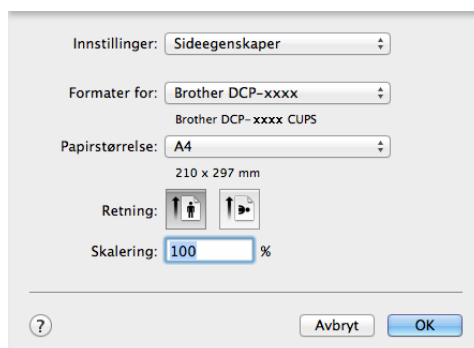 Innstillinger: Sideegenskaper
Formater for: Brother DCP-xxxx
Brother DCP-xxxx CUPS
Papirstørrelse: A4
210 x 297 mm
Retning:
Skalering: 100 %
? Avbryt OK